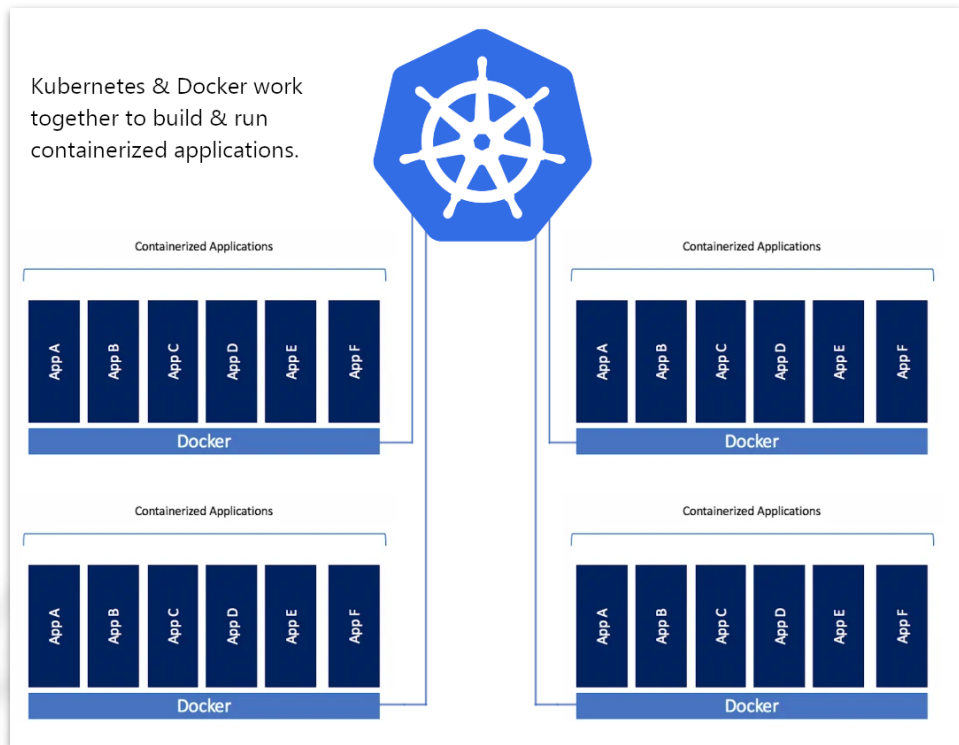 Kubernetes & Docker work
together to build & run
containerized applications.
Containerized Applications
App A
App B
App C
App D
App E
App F
Docker
Containerized Applications
App A
App B
App C
App D
App E
App F
Docker
Containerized Applications
App A
App B
App C
App D
App E
App F
Docker
Containerized Applications
App A
App B
App C
App D
App E
App F
Docker